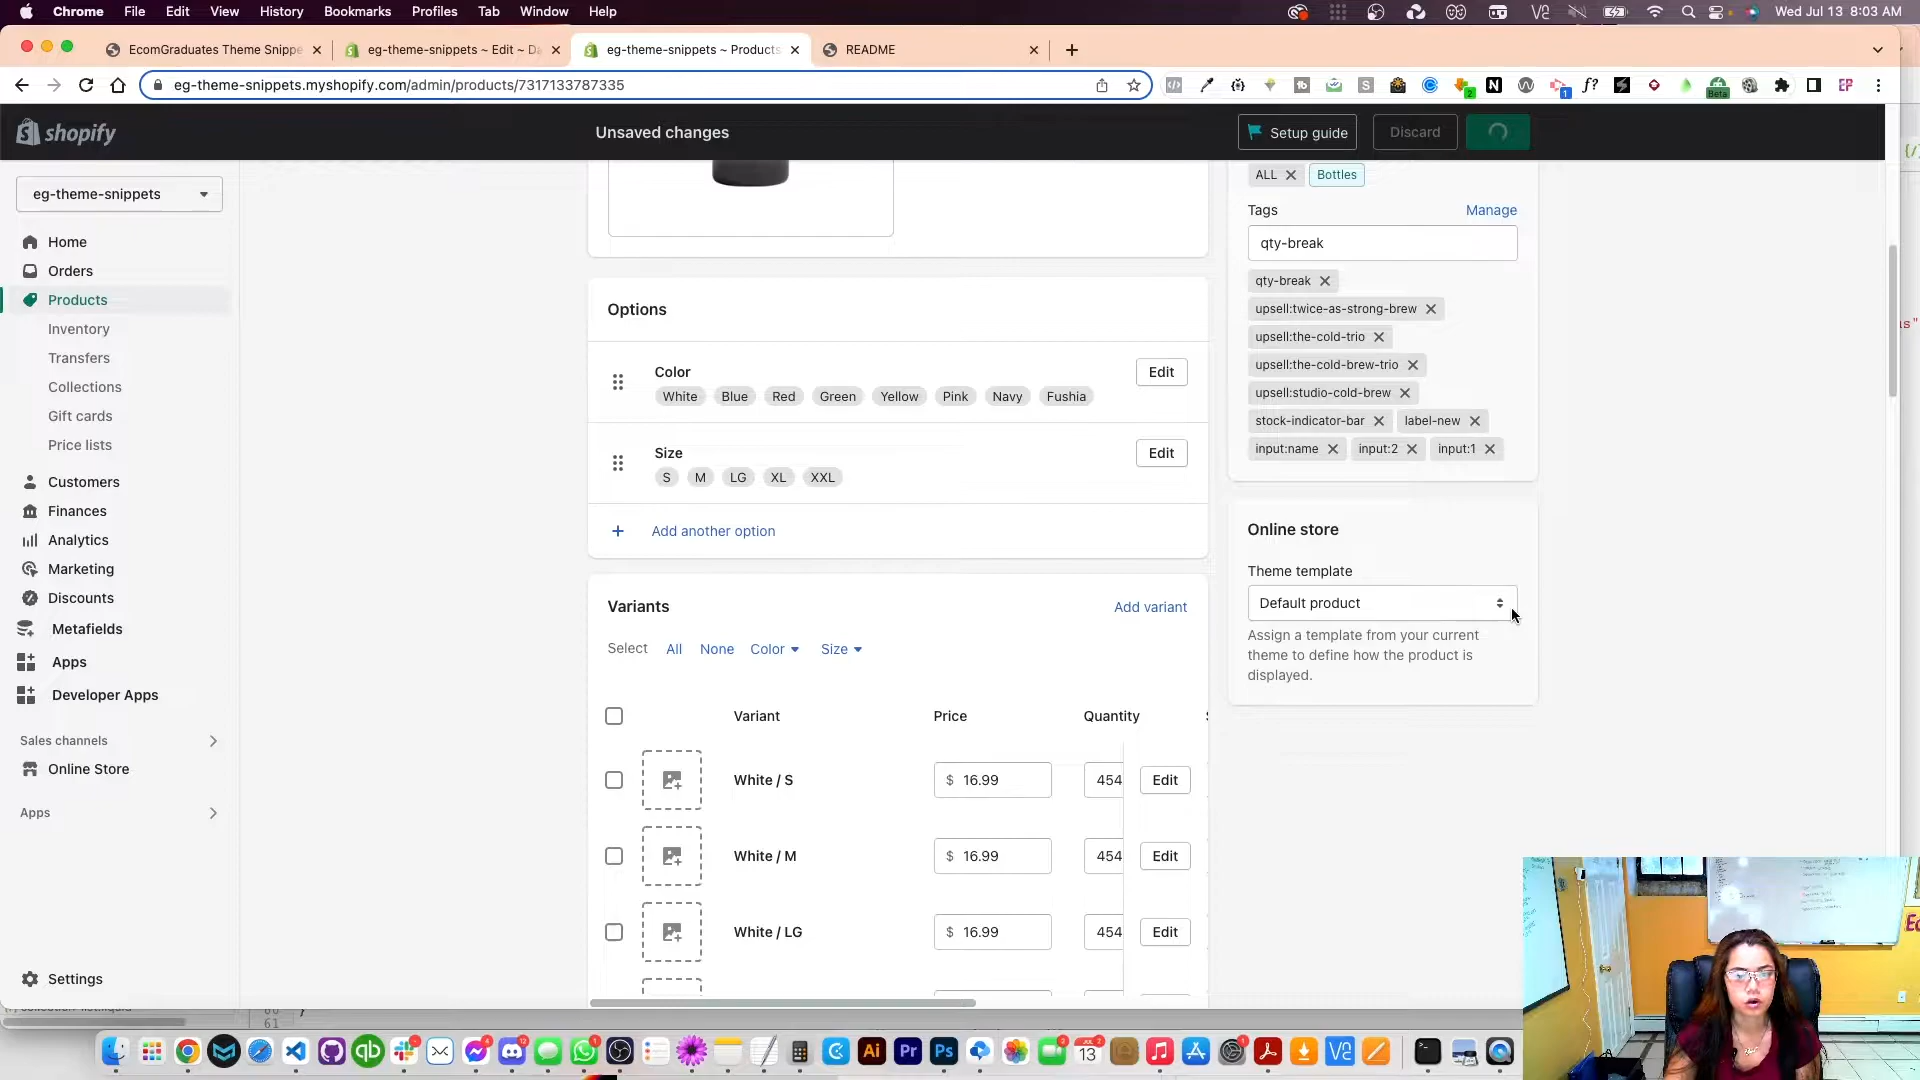 Chrome File Edit View History Bookmarks Profiles Tab Window Help Wed Jul 13 8:03 AM
EcomGraduates Theme Snippe
eg-theme-snippets ~ Edit ~ Da
eg-theme-snippets ~ Products
README
eg-theme-snippets.myshopify.com/admin/products/7317133787335
shopify
Unsaved changes
Setup guide
Discard
eg-theme-snippets
Home
Orders
Products
Inventory
Transfers
Collections
Gift cards
Price lists
Customers
Finances
Analytics
Marketing
Discounts
Metafields
Apps
Developer Apps
Sales channels
Online Store
Apps
Settings
Options
Color
Edit
White Blue Red Green Yellow Pink Navy Fushia
Size
Edit
S M LG XL XXL
Add another option
Variants
Add variant
Select All None Color Size
Variant Price Quantity
White / S $ 16.99 454 Edit
White / M $ 16.99 454 Edit
White / LG $ 16.99 454 Edit
ALL Bottles
Tags
Manage
qty-break
qty-break
upsell:twice-as-strong-brew
upsell:the-cold-trio
upsell:the-cold-brew-trio
upsell:studio-cold-brew
stock-indicator-bar label-new
input:name input:2 input:1
Online store
Theme template
Default product
Assign a template from your current
theme to define how the product is
displayed.
61